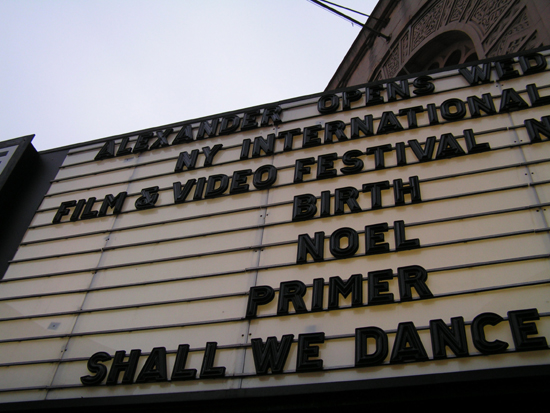 ALEXANDER OPENS WED
NY INTERNATIONAL
FILM & VIDEO FESTIVAL N
BIRTH
NOEL
PRIMER
SHALL WE DANCE